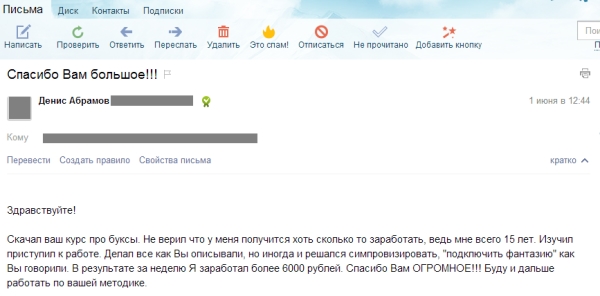 Письма Диск Контакты Подписки
Написать Проверить Ответить Переслать Удалить Это спам! Отписаться Не прочитано Добавить кнопку
Спасибо Вам большое!!!
Денис Абрамов
1 июня в 12:44
Кому
Перевести Создать правило Свойства письма кратко
Здравствуйте!
Скачал ваш курс про буксы. Не верил что у меня получится хоть сколько то заработать, ведь мне всего 15 лет. Изучил
приступил к работе. Делал все как Вы описывали, но иногда и решался симпровизировать, "подключить фантазию" как
Вы говорили. В результате за неделю Я заработал более 6000 рублей. Спасибо Вам ОГРОМНОЕ!!! Буду и дальше
работать по вашей методике.